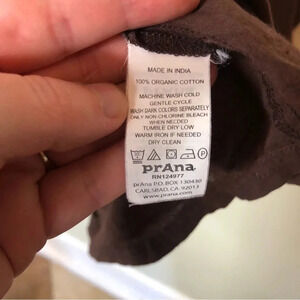 MADE IN INDIA
100% ORGANIC COTTON
MACHINE WASH COLD
GENTLE CYCLE
WASH DARK COLORS SEPARATELY
ONLY NON-CHLORINE BLEACH
WHEN NEEDED
TUMBLE DRY LOW
WARM IRON IF NEEDED
DRY CLEAN
prAna
RN124977
prAna P.O. BOX 130430
CARLSBAD, CA 92013
www.prana.com